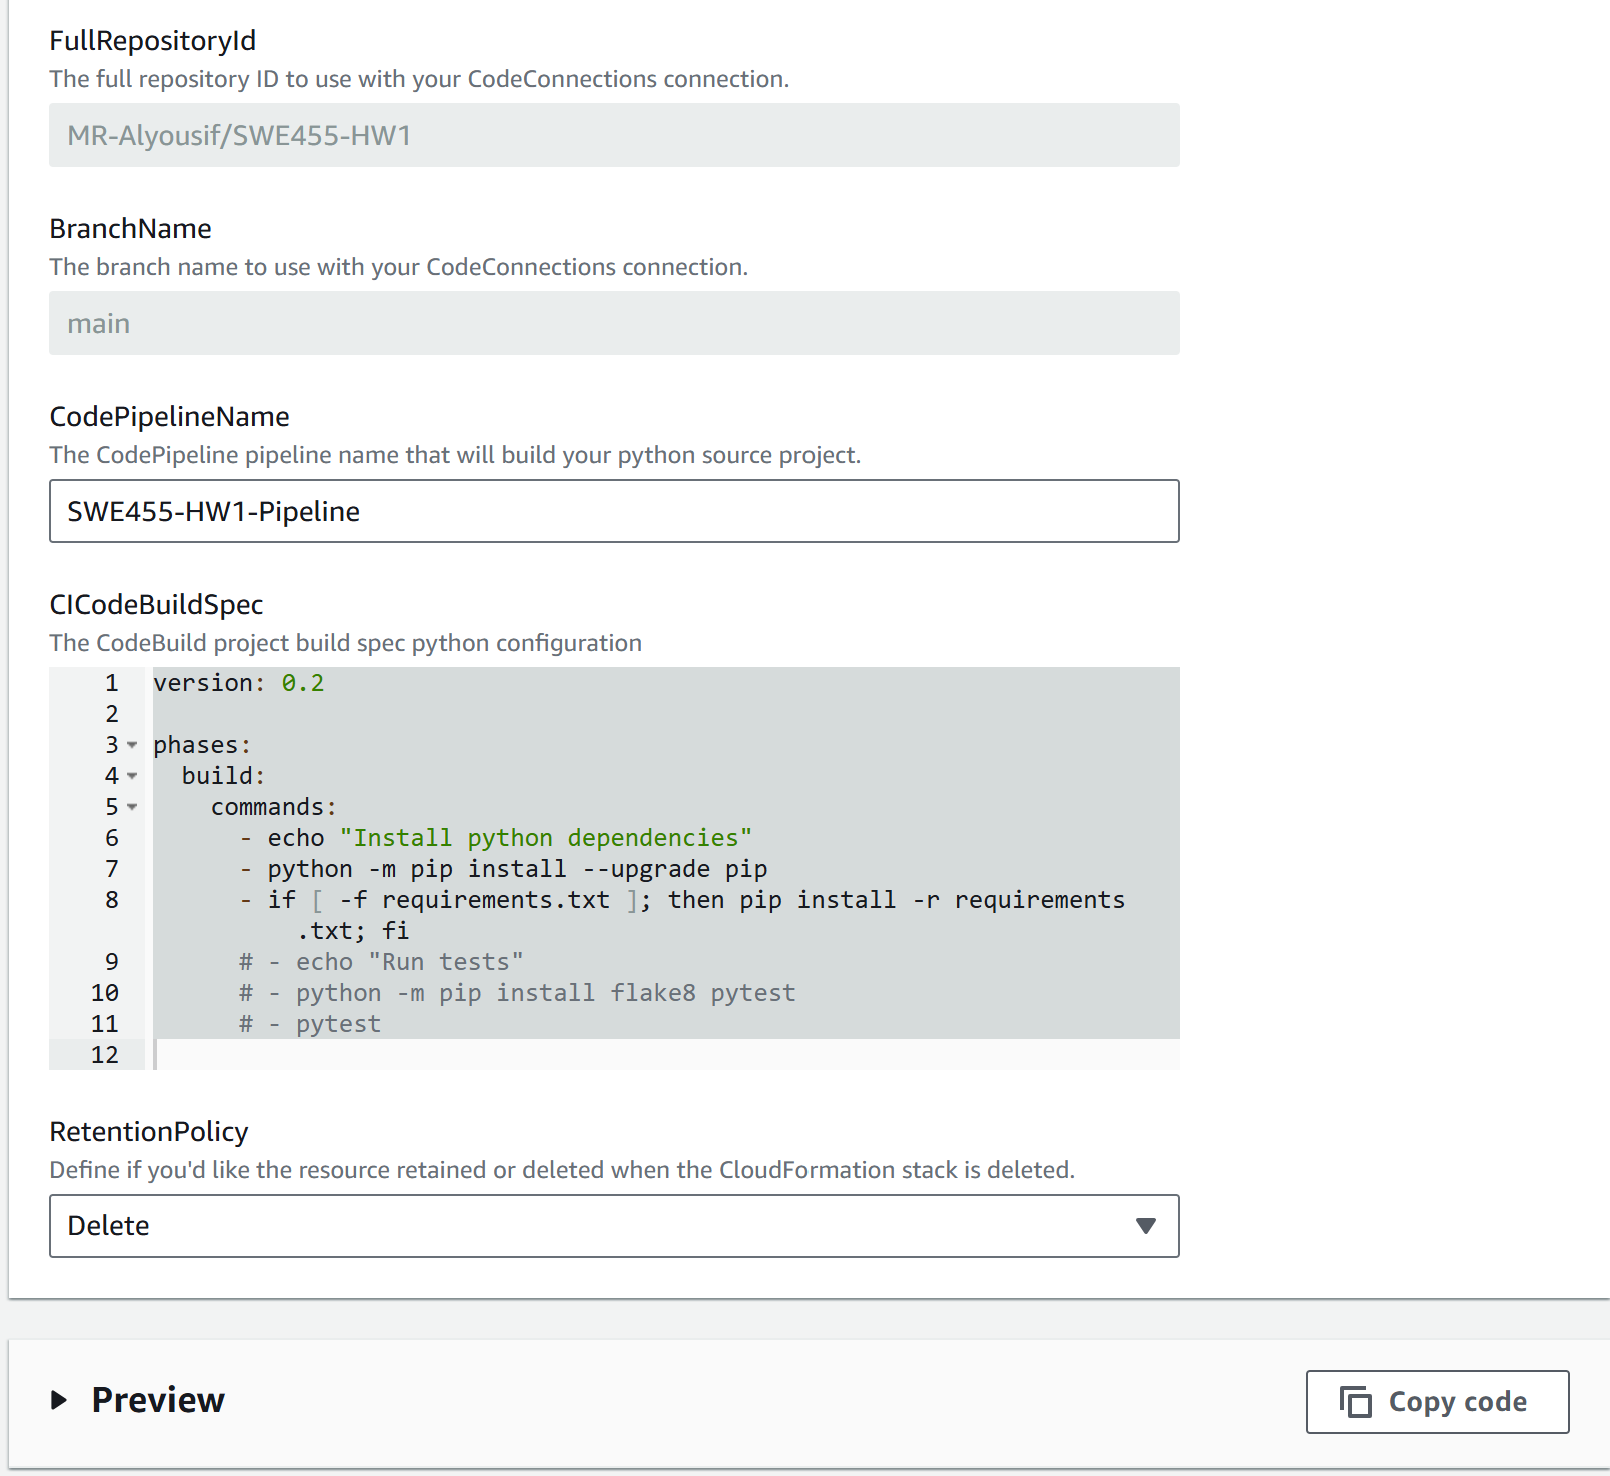 FullRepositoryId
The full repository ID to use with your CodeConnections connection.
MR-Alyousif/SWE455-HW1
BranchName
The branch name to use with your CodeConnections connection.
main
CodePipelineName
The CodePipeline pipeline name that will build your python source project.
SWE455-HW1-Pipeline
CICodeBuildSpec
The CodeBuild project build spec python configuration
1 version: 0.2
2
3 phases:
4   build:
5     commands:
6       - echo "Install python dependencies"
7       - python -m pip install --upgrade pip
8       - if [ -f requirements.txt ]; then pip install -r requirements
.txt; fi
9       # - echo "Run tests"
10       # - python -m pip install flake8 pytest
11       # - pytest
12
RetentionPolicy
Define if you'd like the resource retained or deleted when the CloudFormation stack is deleted.
Delete
Preview
Copy code